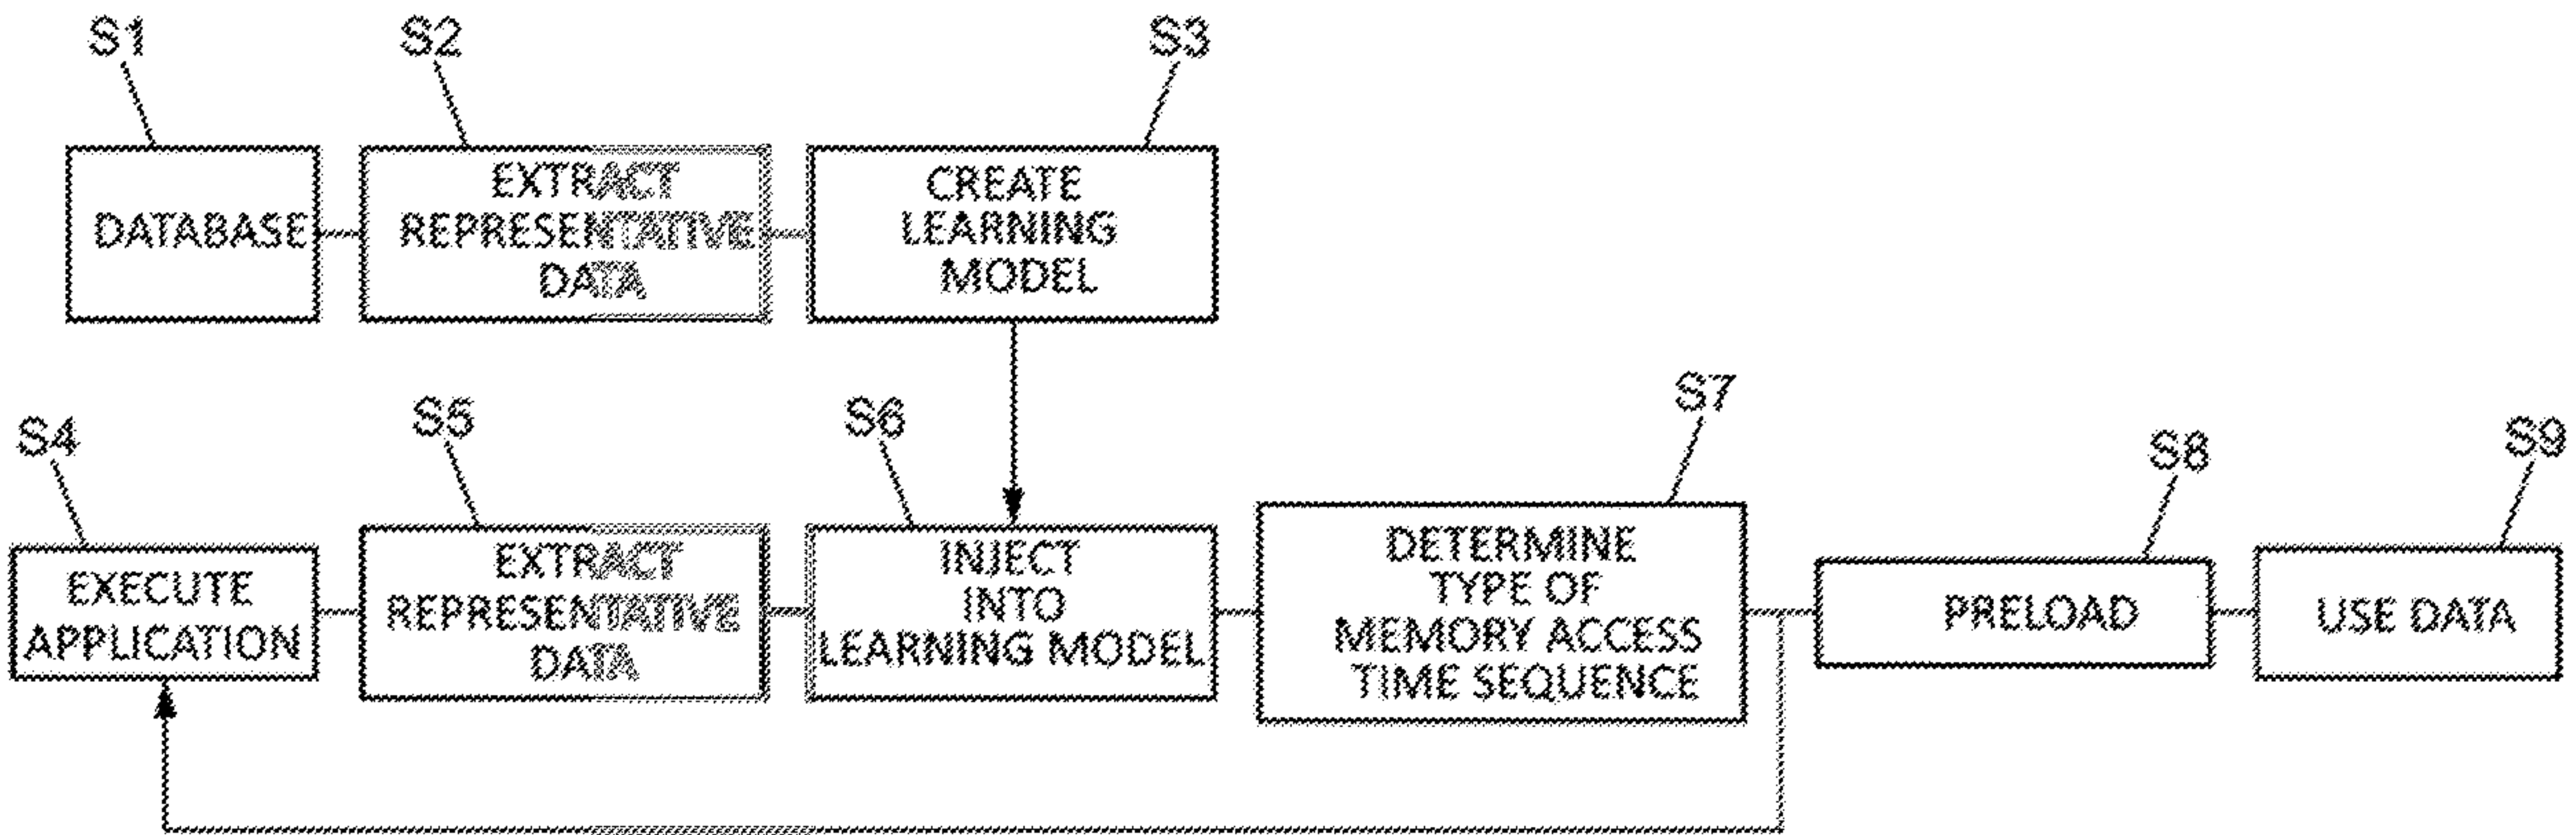 S1
S2
S3
DATABASE
EXTRACT
REPRESENTATIVE
DATA
CREATE
LEARNING
MODEL
S4
S5
S6
S7
S8
S9
EXECUTE
APPLICATION
EXTRACT
REPRESENTATIVE
DATA
INJECT
INTO
LEARNING MODEL
DETERMINE
TYPE OF
MEMORY ACCESS
TIME SEQUENCE
PRELOAD
USE DATA